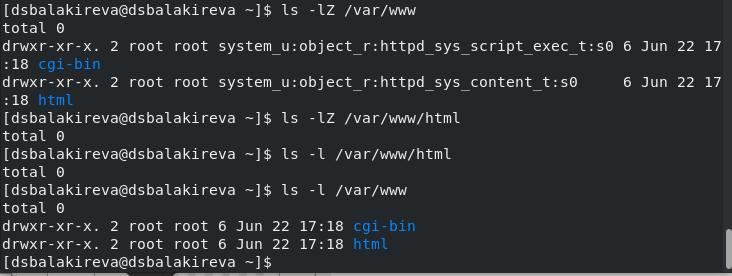 [dsbalakireva@dsbalakireva ~]$ ls -lZ /var/www
total 0
drwxr-xr-x. 2 root root system_u:object_r:httpd_sys_script_exec_t:s0 6 Jun 22 17
:18 cgi-bin
drwxr-xr-x. 2 root root system_u:object_r:httpd_sys_content_t:s0     6 Jun 22 17
:18 html
[dsbalakireva@dsbalakireva ~]$ ls -lZ /var/www/html
total 0
[dsbalakireva@dsbalakireva ~]$ ls -l /var/www/html
total 0
[dsbalakireva@dsbalakireva ~]$ ls -l /var/www
total 0
drwxr-xr-x. 2 root root 6 Jun 22 17:18 cgi-bin
drwxr-xr-x. 2 root root 6 Jun 22 17:18 html
[dsbalakireva@dsbalakireva ~]$